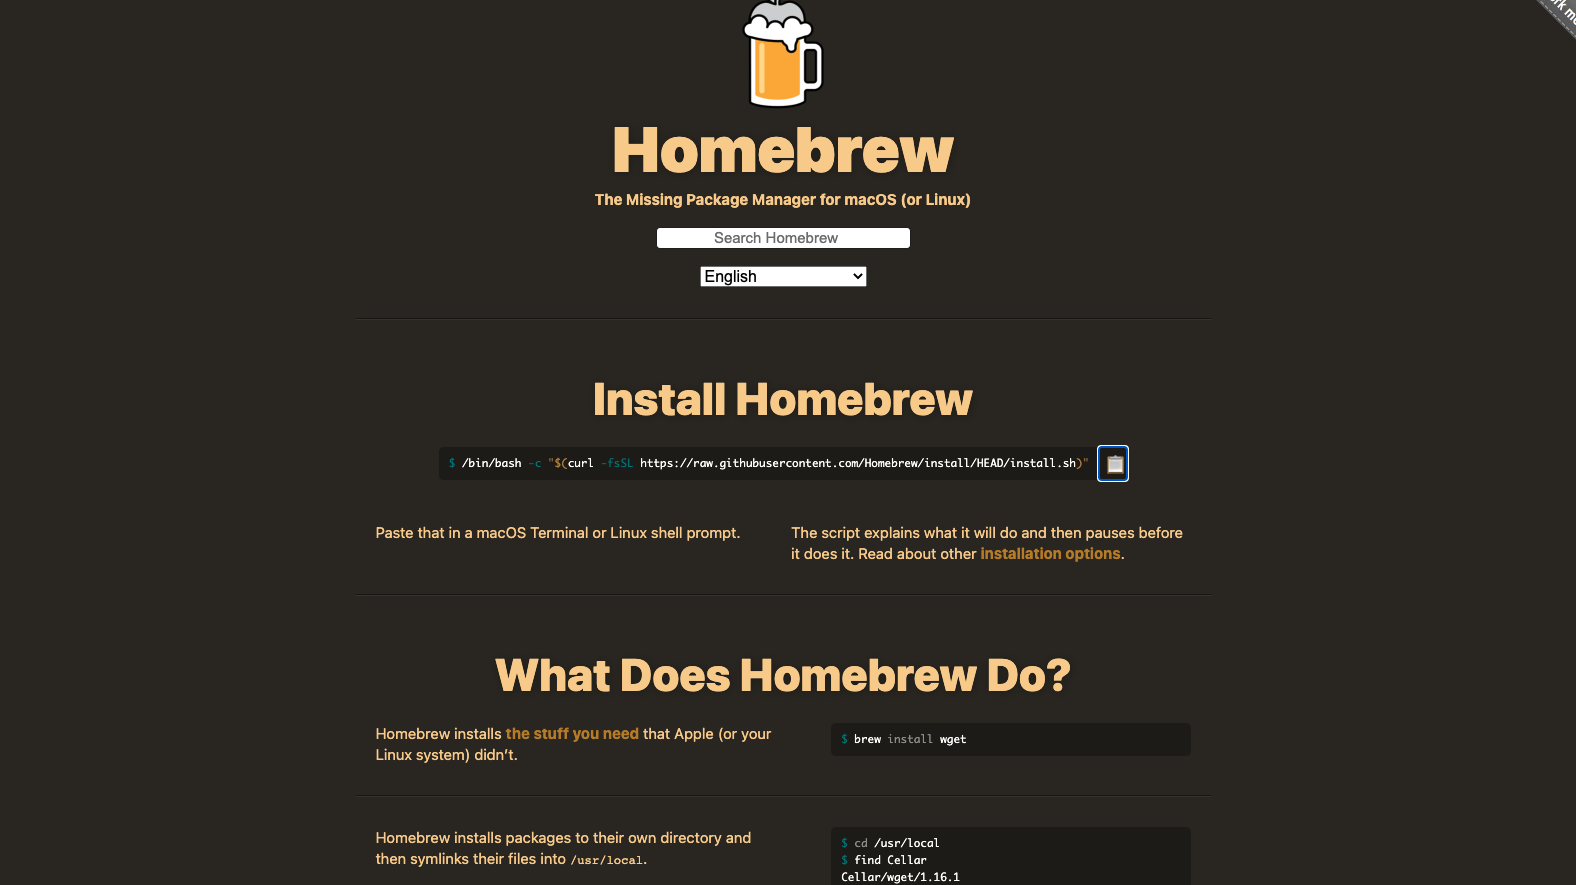 Homebrew
The Missing Package Manager for macOS (or Linux)
Search Homebrew
English
Install Homebrew
$ /bin/bash -c "$(curl -fsSL https://raw.githubusercontent.com/Homebrew/install/HEAD/install.sh)"
Paste that in a macOS Terminal or Linux shell prompt.
The script explains what it will do and then pauses before
it does it. Read about other installation options.
What Does Homebrew Do?
Homebrew installs the stuff you need that Apple (or your
Linux system) didn’t.
$ brew install wget
Homebrew installs packages to their own directory and
then symlinks their files into /usr/local.
$ cd /usr/local
$ find Cellar
Cellar/wget/1.16.1